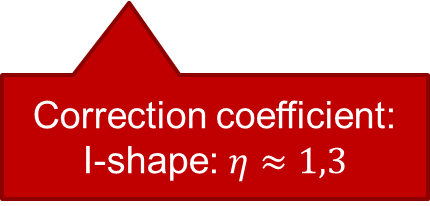 Correction coefficient:
I-shape: η ≈ 1,3